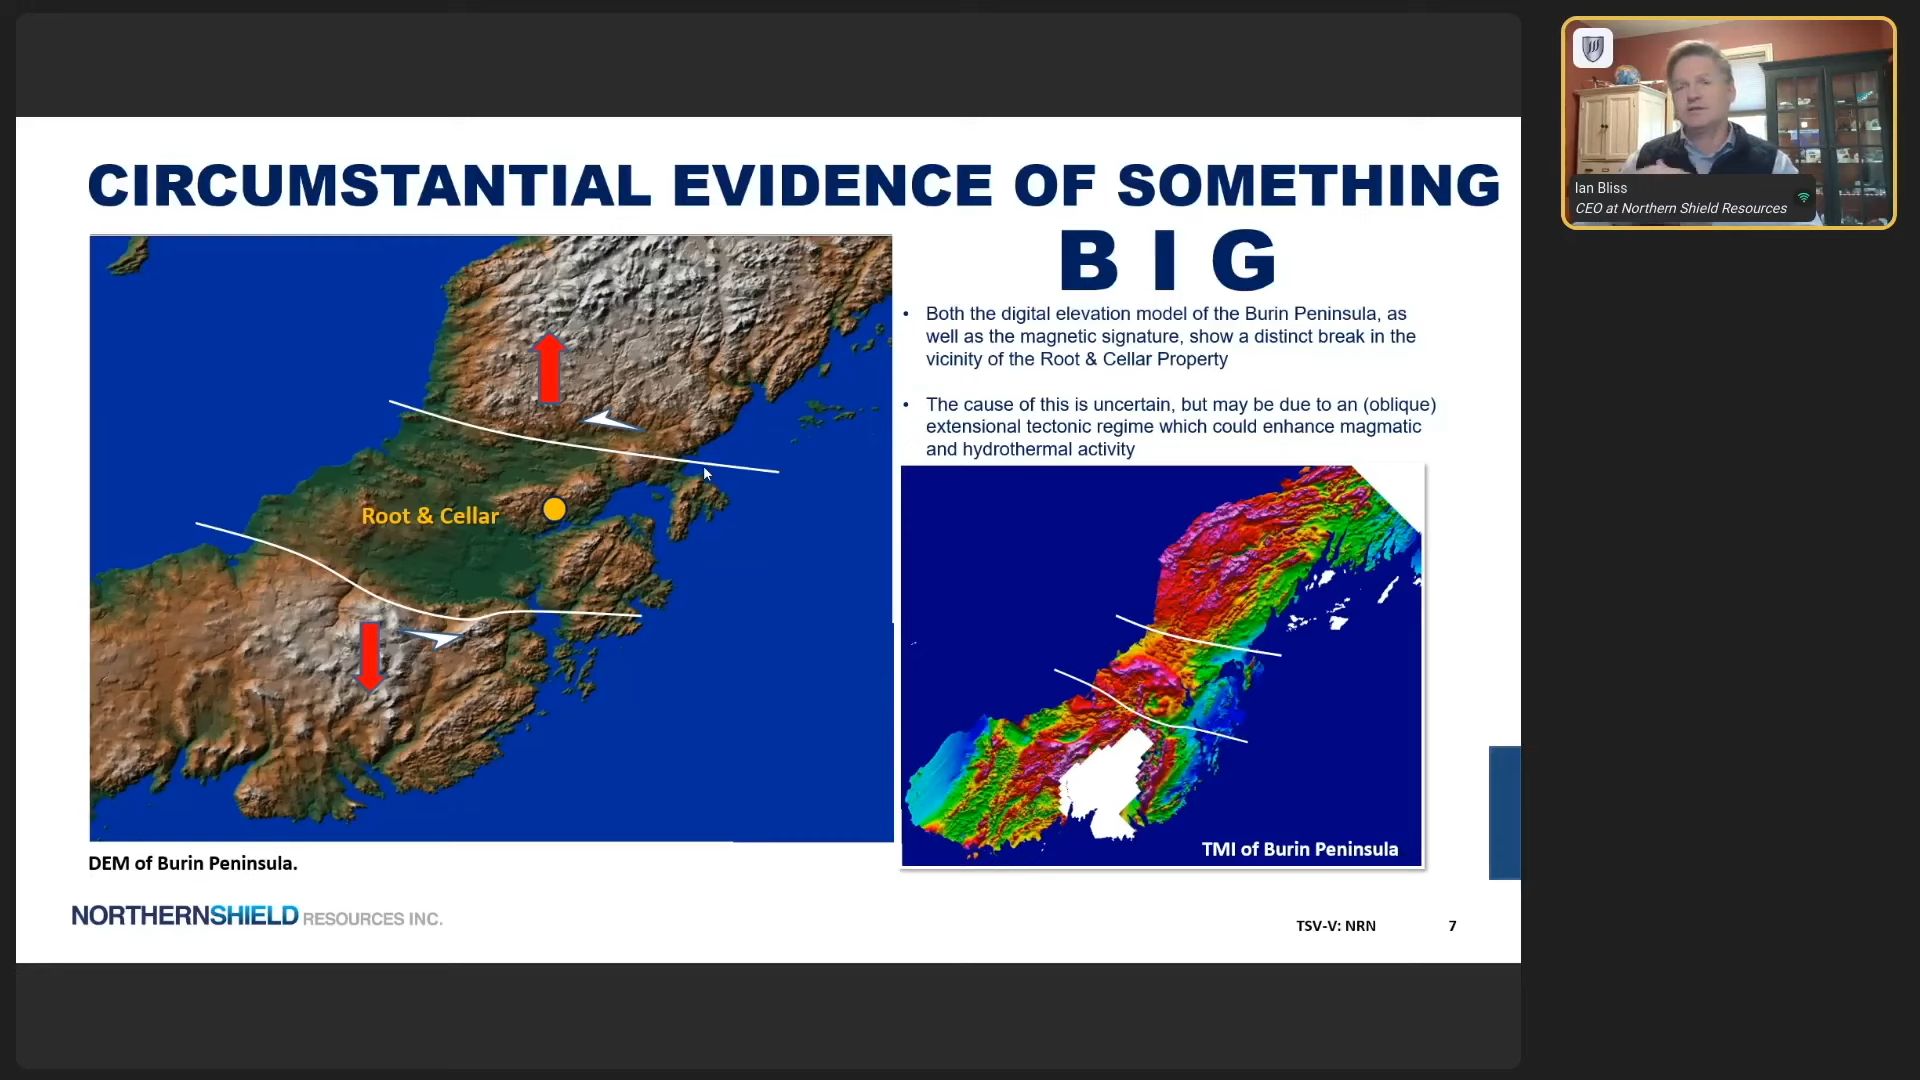 CIRCUMSTANTIAL EVIDENCE OF SOMETHING
B I G
• Both the digital elevation model of the Burin Peninsula, as
well as the magnetic signature, show a distinct break in the
vicinity of the Root & Cellar Property
• The cause of this is uncertain, but may be due to an (oblique)
extensional tectonic regime which could enhance magmatic
and hydrothermal activity
Root & Cellar
TMI of Burin Peninsula
DEM of Burin Peninsula.
NORTHERNSHIELD RESOURCES INC.
TSV-V: NRN
7
Ian Bliss
CEO at Northern Shield Resources